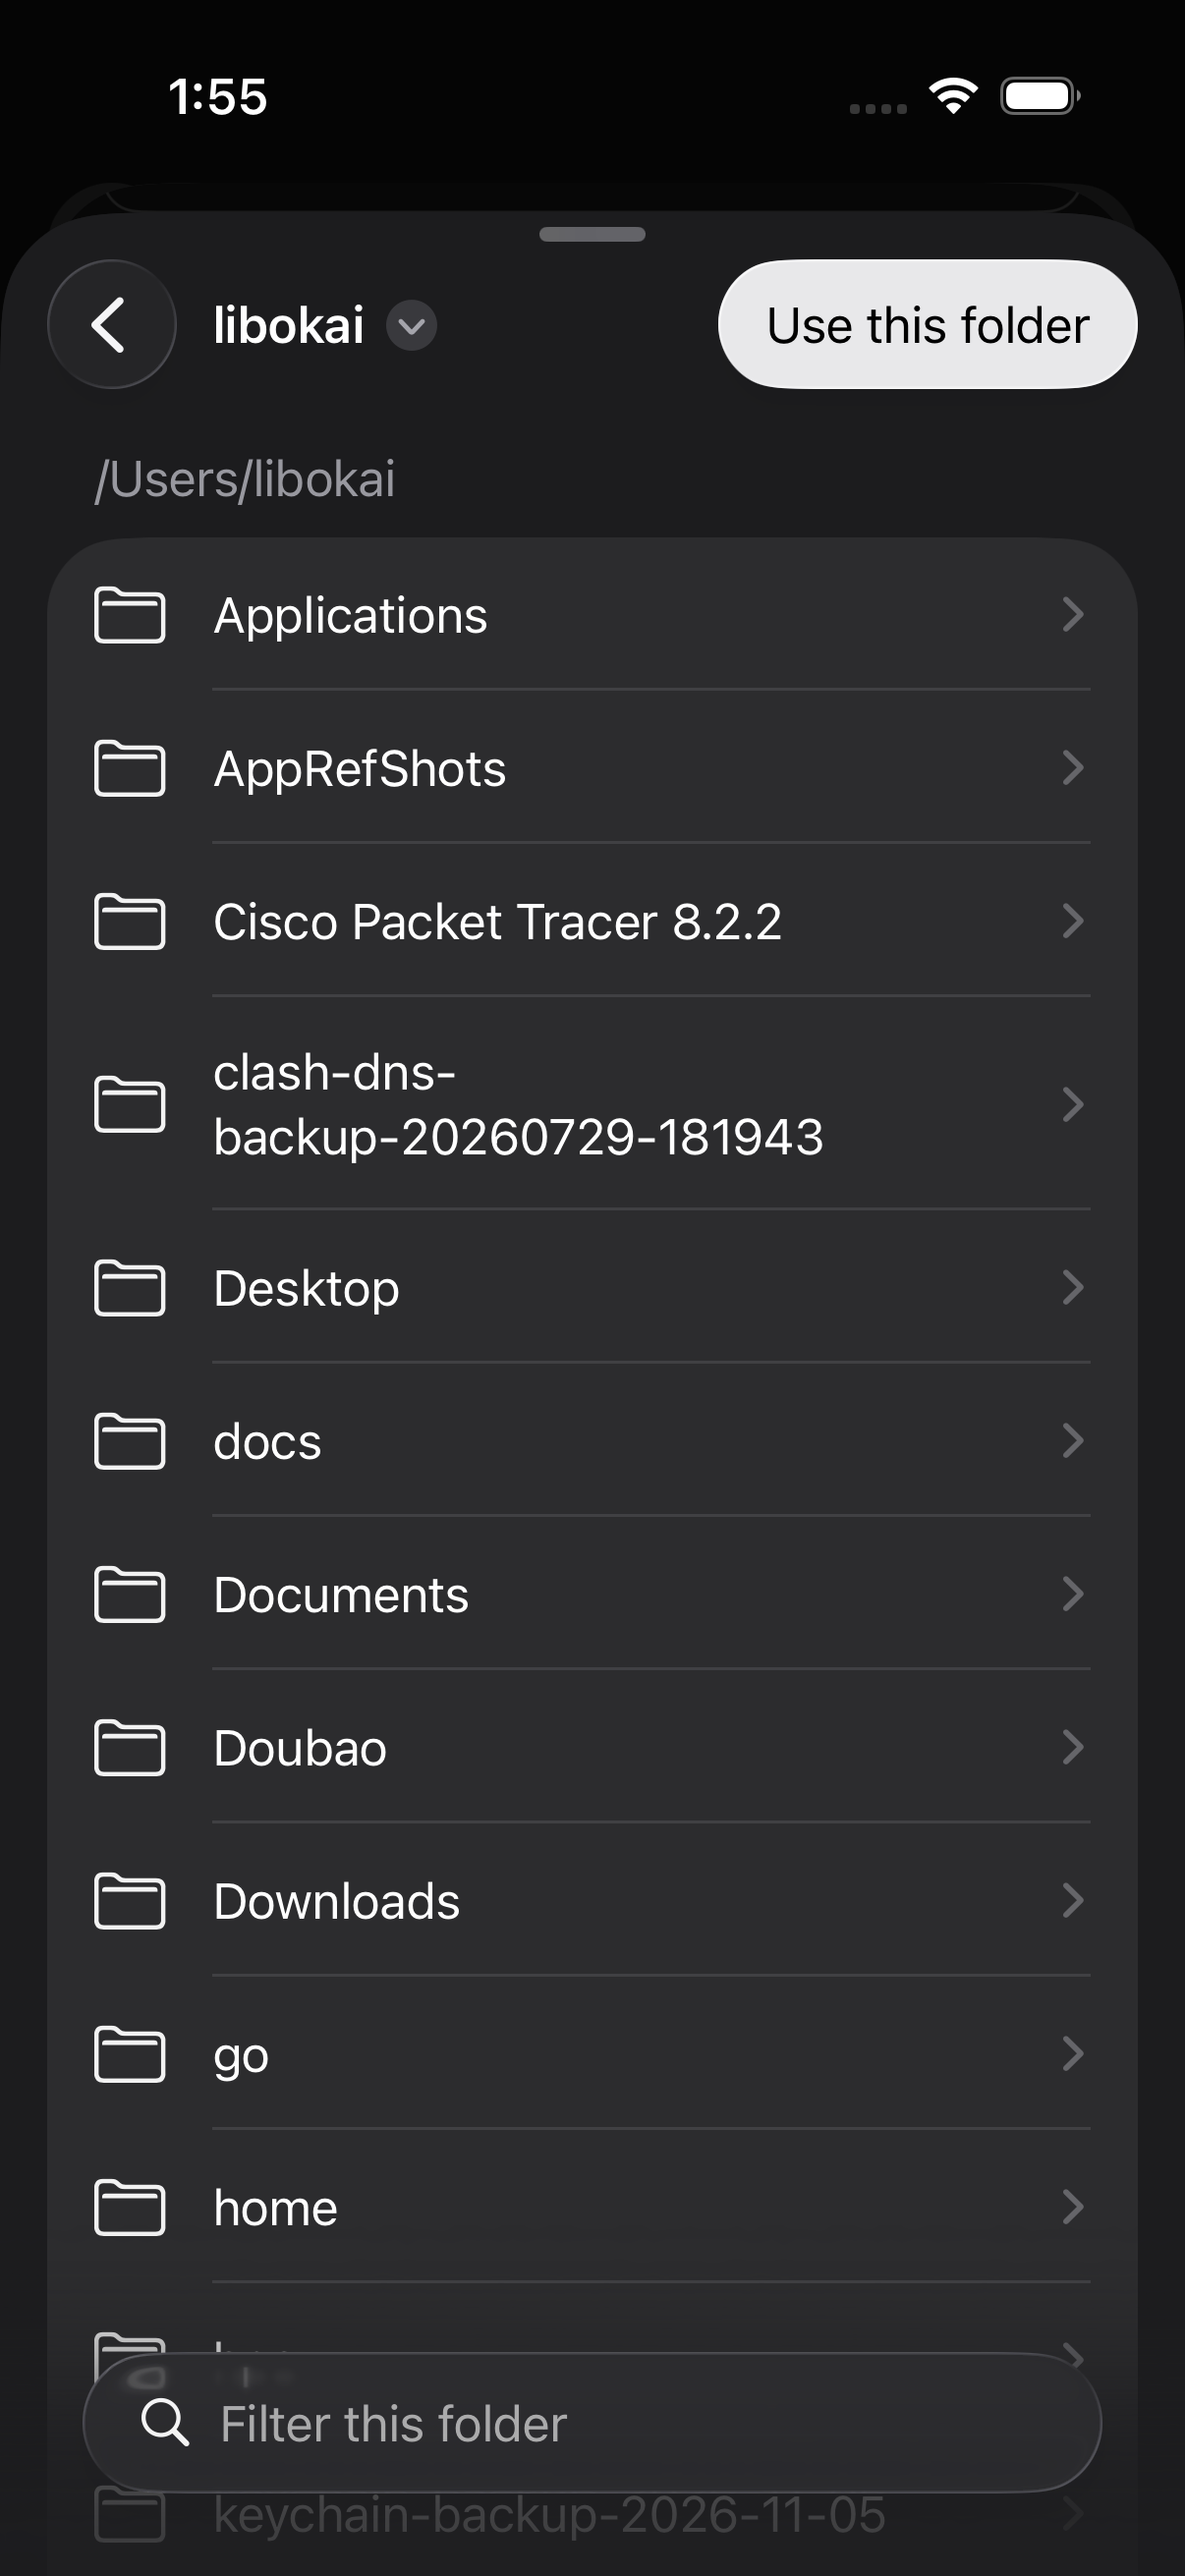 1:55
libokai
Use this folder
/Users/libokai
Applications
AppRefShots
Cisco Packet Tracer 8.2.2
clash-dns-
backup-20260729-181943
Desktop
docs
Documents
Doubao
Downloads
go
home
Filter this folder
keychain-backup-2026-11-05